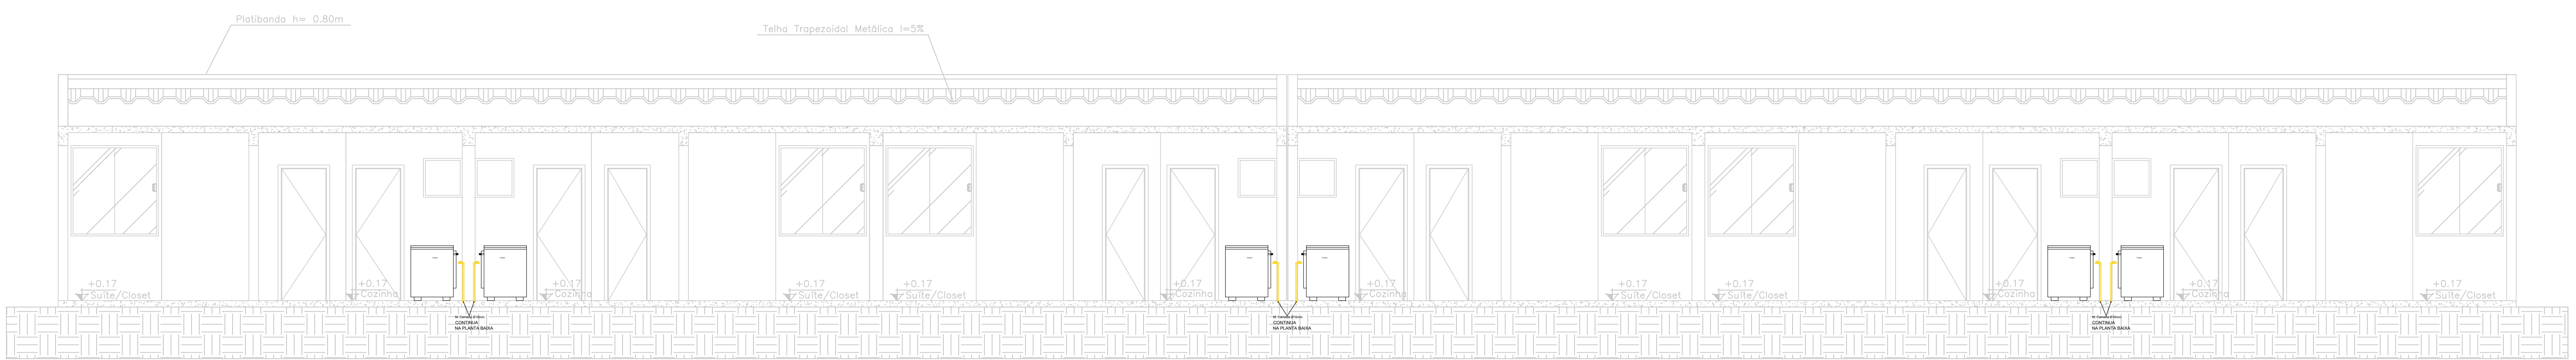 Platibanda h= 0.80m
Telha Trapezoidal Metálica I=5%
+0.17
Suíte/Closet
+0.17
Cozinha
+0.17
Cozinha
+0.17
Suíte/Closet
+0.17
Suíte/Closet
+0.17
Cozinha
+0.17
Cozinha
+0.17
Suíte/Closet
+0.17
Suíte/Closet
+0.17
Cozinha
+0.17
Cozinha
+0.17
Suíte/Closet
CONTINUA
NA PLANTA BAIXA
CONTINUA
NA PLANTA BAIXA
CONTINUA
NA PLANTA BAIXA